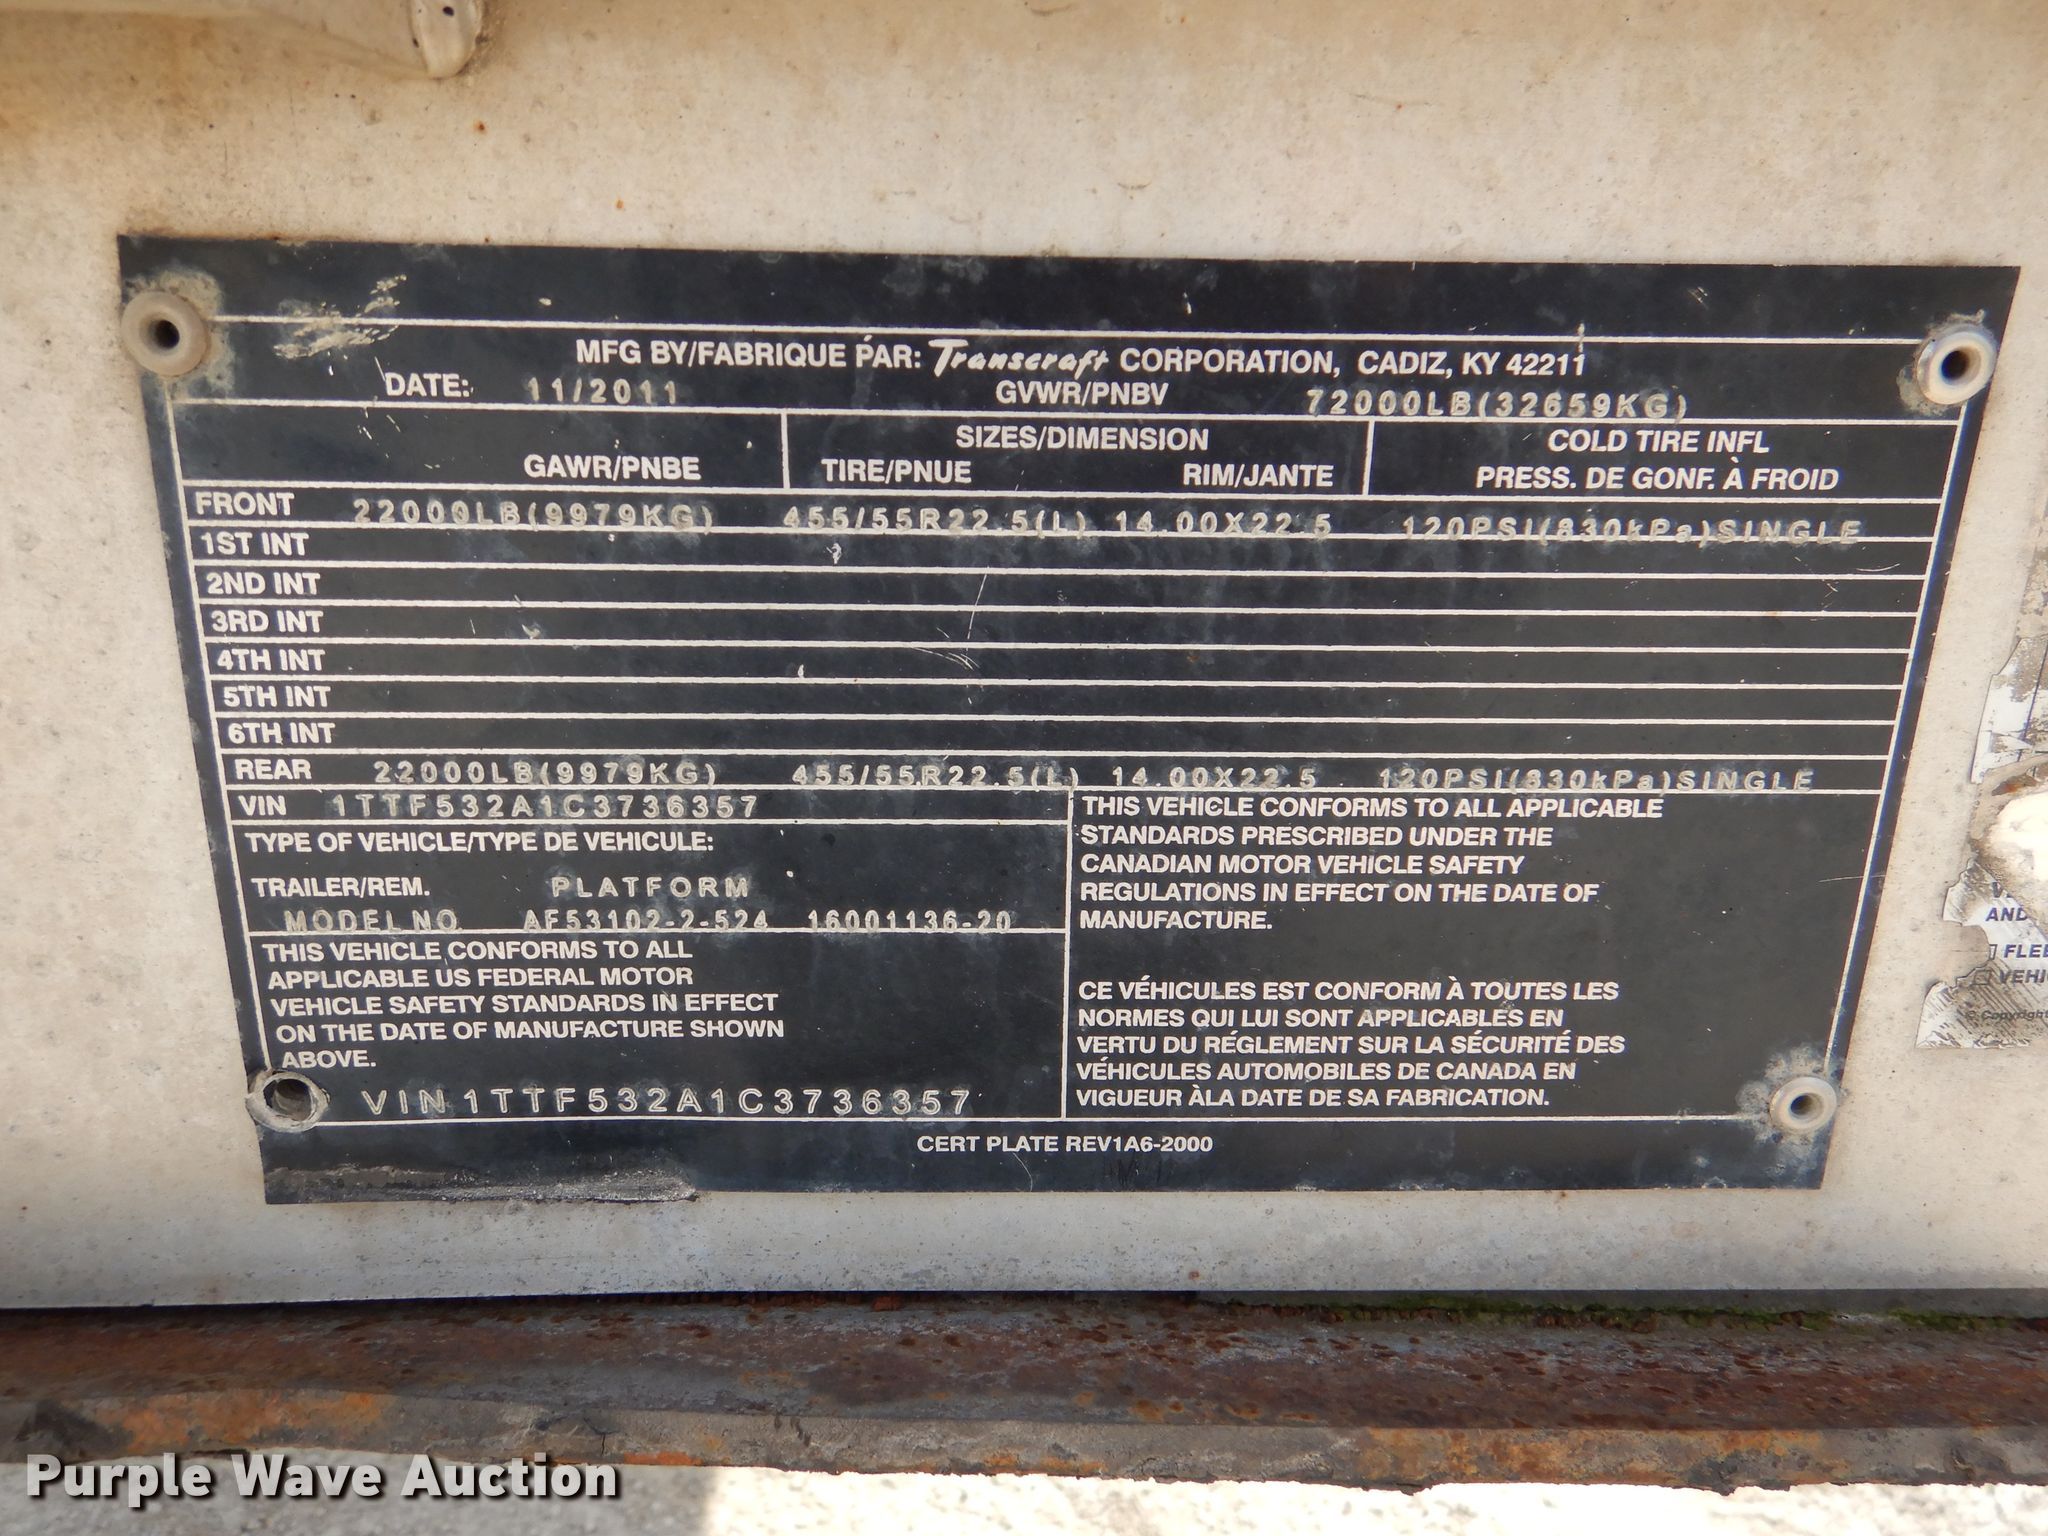 MFG BY/FABRIQUE PAR: Transcraft CORPORATION, CADIZ, KY 42211
DATE: 11/2011 GVWR/PNBV 72000LB(32659KG)
GAWR/PNBE
SIZES/DIMENSION
TIRE/PNUE RIM/JANTE
COLD TIRE INFL
PRESS. DE GONF. À FROID
FRONT 22000LB(9979KG) 455/55R22.5(L) 14.00X22.5 120PSI(830kPa)SINGLE
1ST INT
2ND INT
3RD INT
4TH INT
5TH INT
6TH INT
REAR 22000LB(9979KG) 455/55R22.5(L) 14.00X22.5 120PSI(830kPa)SINGLE
VIN 1TTF532A1C3736357
TYPE OF VEHICLE/TYPE DE VEHICULE:
TRAILER/REM. PLATFORM
MODEL NO. AF53102-2-524 16001136-20
THIS VEHICLE CONFORMS TO ALL
APPLICABLE US FEDERAL MOTOR
VEHICLE SAFETY STANDARDS IN EFFECT
ON THE DATE OF MANUFACTURE SHOWN
ABOVE.
VIN1TTF532A1C3736357
THIS VEHICLE CONFORMS TO ALL APPLICABLE
STANDARDS PRESCRIBED UNDER THE
CANADIAN MOTOR VEHICLE SAFETY
REGULATIONS IN EFFECT ON THE DATE OF
MANUFACTURE.
CE VÉHICULES EST CONFORM À TOUTES LES
NORMES QUI LUI SONT APPLICABLES EN
VERTU DU RÉGLEMENT SUR LA SÉCURITÉ DES
VÉHICULES AUTOMOBILES DE CANADA EN
VIGUEUR ÀLA DATE DE SA FABRICATION.
CERT PLATE REV1A6-2000
AND
© Copyright
Purple Wave Auction